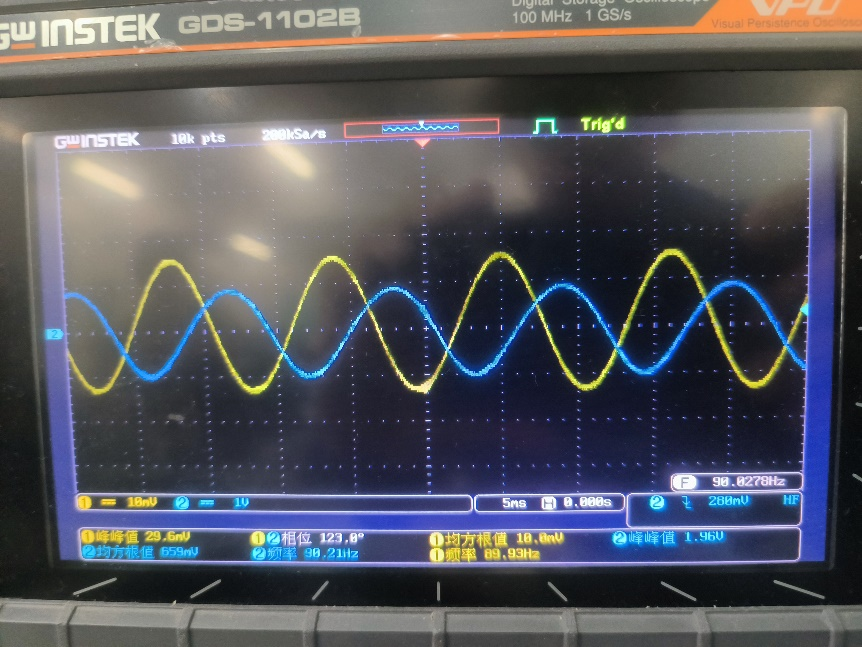 GW INSTEK GDS-1102B
Digital Storage Oscilloscope
100 MHz 1 GS/s
VPO
Visual Persistence Oscilloscope
GW INSTEK 10k pts 200kSa/s Trig'd
2
F 90.0278Hz
1 10mV 2 1V 5ms H 0.000s 2 280mV HF
1峰峰值 29.6mV 12相位 123.0° 1均方根值 10.0mV 2峰峰值 1.96V
2均方根值 659mV 2频率 90.21Hz 1频率 89.93Hz